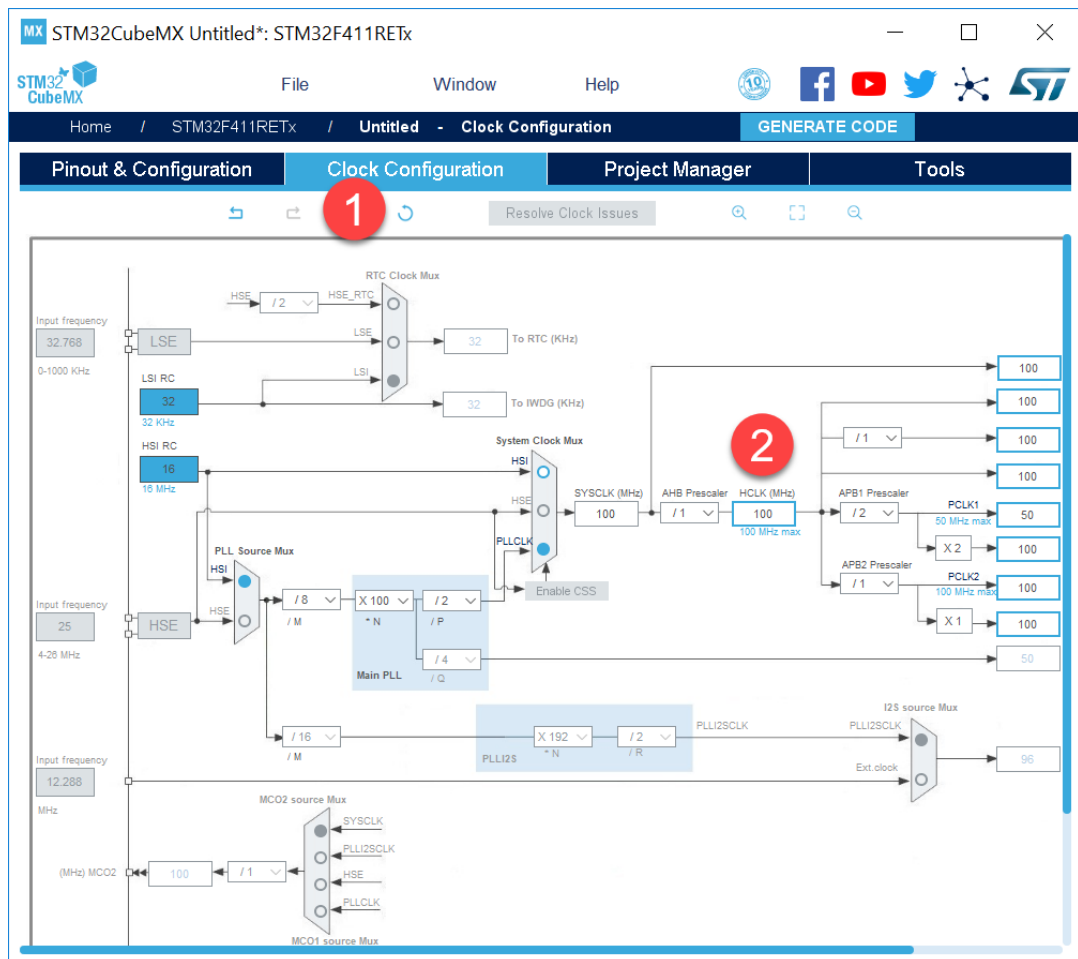 MX STM32CubeMX Untitled*: STM32F411RETx
STM32 CubeMX File Window Help 10 ST
Home / STM32F411RETx / Untitled - Clock Configuration GENERATE CODE
Pinout & Configuration Clock Configuration Project Manager Tools
1 Resolve Clock Issues
RTC Clock Mux
HSE /2 HSE_RTC
Input frequency
32.768
0-1000 KHz
LSE
LSE
32 To RTC (KHz)
LSI RC
LSI
32
32 KHz
32 To IWDG (KHz)
100
100
/1 100
100
HSI RC
16
16 MHz
System Clock Mux
HSI
HSE
PLLCLK
2
SYSCLK (MHz) AHB Prescaler HCLK (MHz)
100 /1 100
100 MHz max
APB1 Prescaler
/2
PCLK1
50 MHz max
50
X 2 100
APB2 Prescaler
/1
PCLK2
100 MHz max
100
X 1 100
Enable CSS
PLL Source Mux
HSI
HSE
Input frequency
25
4-26 MHz
HSE
/8 X 100 /2
/ M * N / P
/4
/ Q
Main PLL
50
/16
/ M
PLLI2S
X 192 /2
* N / R
PLLI2SCLK
I2S source Mux
PLLI2SCLK
Ext.clock
96
Input frequency
12.288
MHz
MCO2 source Mux
SYSCLK
PLLI2SCLK
HSE
PLLCLK
(MHz) MCO2 100 /1
MCO1 source Mux